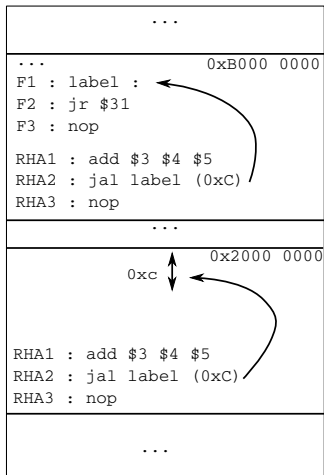 ...
... 0xB000 0000
F1 : label :
F2 : jr $31
F3 : nop
RHA1 : add $3 $4 $5
RHA2 : jal label (0xC)
RHA3 : nop
...
0x2000 0000
0xc
RHA1 : add $3 $4 $5
RHA2 : jal label (0xC)
RHA3 : nop
...